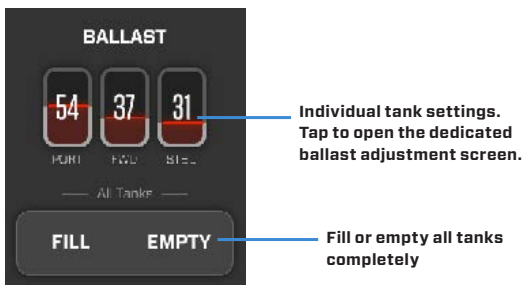 BALLAST
54 37 31
PORT FWD STBD
All Tanks
FILL EMPTY
Individual tank settings.
Tap to open the dedicated
ballast adjustment screen.
Fill or empty all tanks
completely